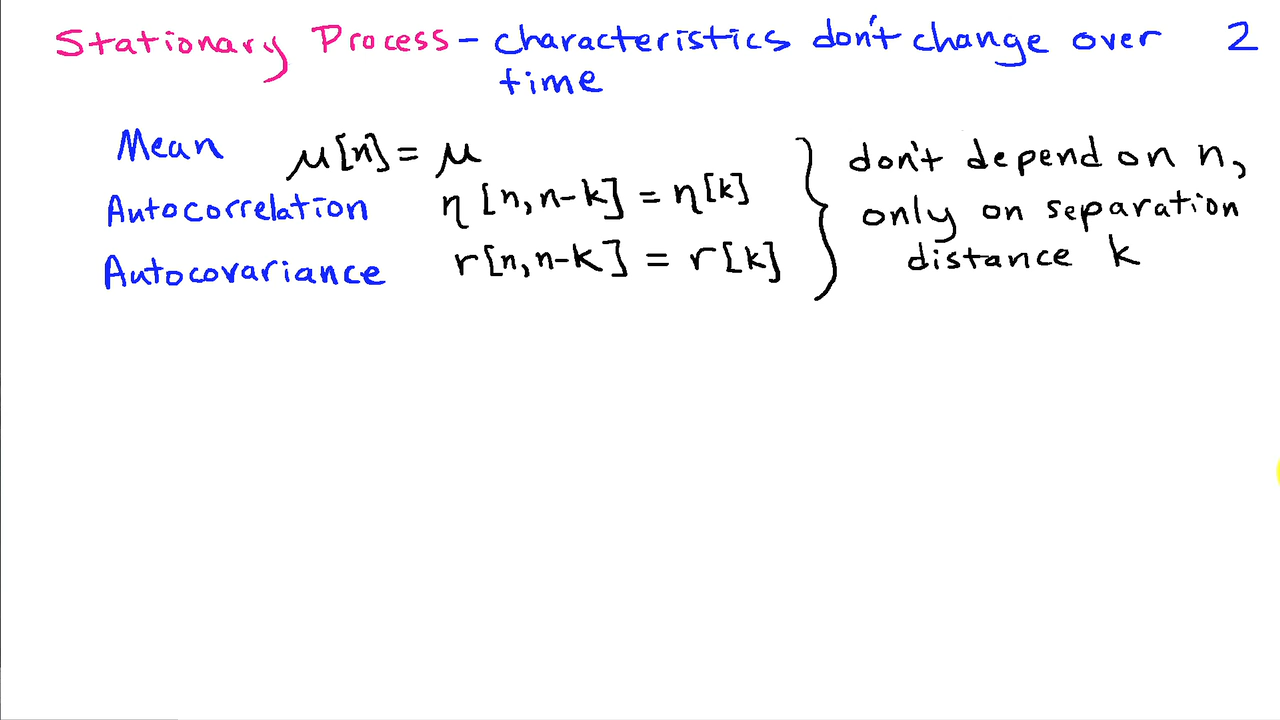 Stationary Process - characteristics don't change over 2
time
Mean μ[n] = μ
Autocorrelation η[n,n-k] = η[k]
Autocovariance r[n,n-k] = r[k]
don't depend on n,
only on separation
distance k